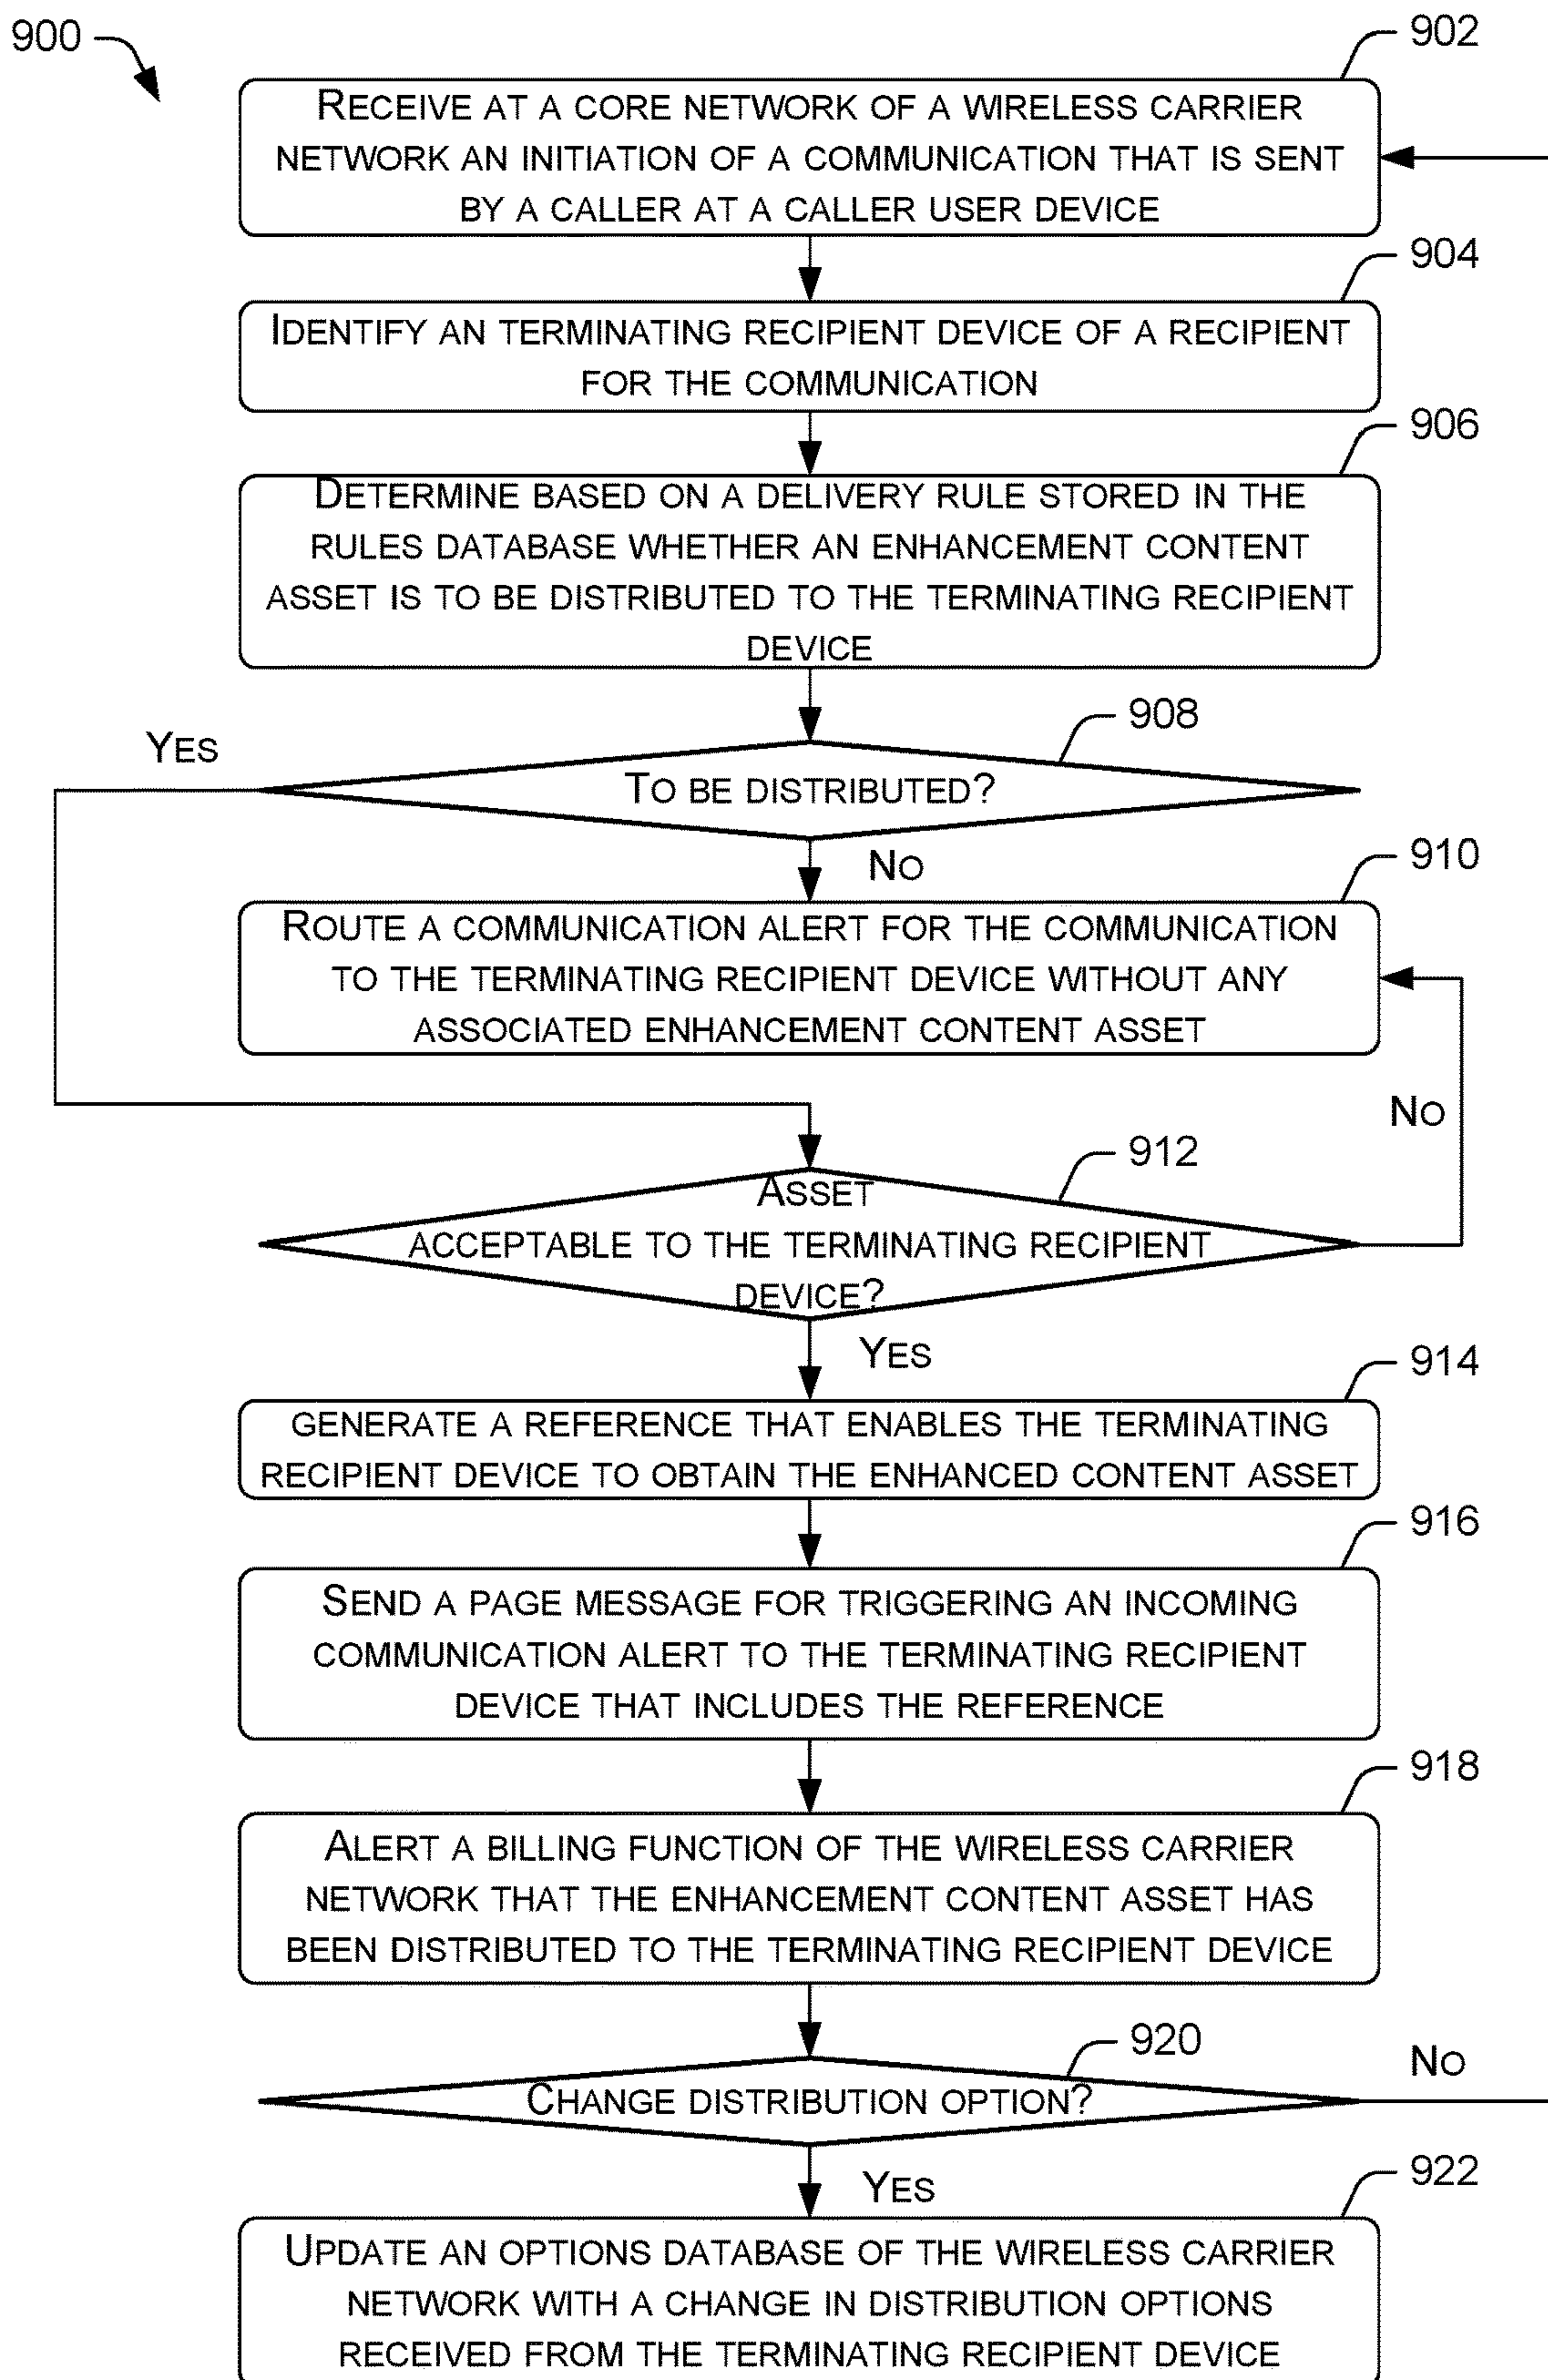 900
902
RECEIVE AT A CORE NETWORK OF A WIRELESS CARRIER
NETWORK AN INITIATION OF A COMMUNICATION THAT IS SENT
BY A CALLER AT A CALLER USER DEVICE
904
IDENTIFY AN TERMINATING RECIPIENT DEVICE OF A RECIPIENT
FOR THE COMMUNICATION
906
DETERMINE BASED ON A DELIVERY RULE STORED IN THE
RULES DATABASE WHETHER AN ENHANCEMENT CONTENT
ASSET IS TO BE DISTRIBUTED TO THE TERMINATING RECIPIENT
DEVICE
908
YES
TO BE DISTRIBUTED?
NO
910
ROUTE A COMMUNICATION ALERT FOR THE COMMUNICATION
TO THE TERMINATING RECIPIENT DEVICE WITHOUT ANY
ASSOCIATED ENHANCEMENT CONTENT ASSET
NO
912
ASSET
ACCEPTABLE TO THE TERMINATING RECIPIENT
DEVICE?
YES
914
GENERATE A REFERENCE THAT ENABLES THE TERMINATING
RECIPIENT DEVICE TO OBTAIN THE ENHANCED CONTENT ASSET
916
SEND A PAGE MESSAGE FOR TRIGGERING AN INCOMING
COMMUNICATION ALERT TO THE TERMINATING RECIPIENT
DEVICE THAT INCLUDES THE REFERENCE
918
ALERT A BILLING FUNCTION OF THE WIRELESS CARRIER
NETWORK THAT THE ENHANCEMENT CONTENT ASSET HAS
BEEN DISTRIBUTED TO THE TERMINATING RECIPIENT DEVICE
920
NO
CHANGE DISTRIBUTION OPTION?
YES
922
UPDATE AN OPTIONS DATABASE OF THE WIRELESS CARRIER
NETWORK WITH A CHANGE IN DISTRIBUTION OPTIONS
RECEIVED FROM THE TERMINATING RECIPIENT DEVICE